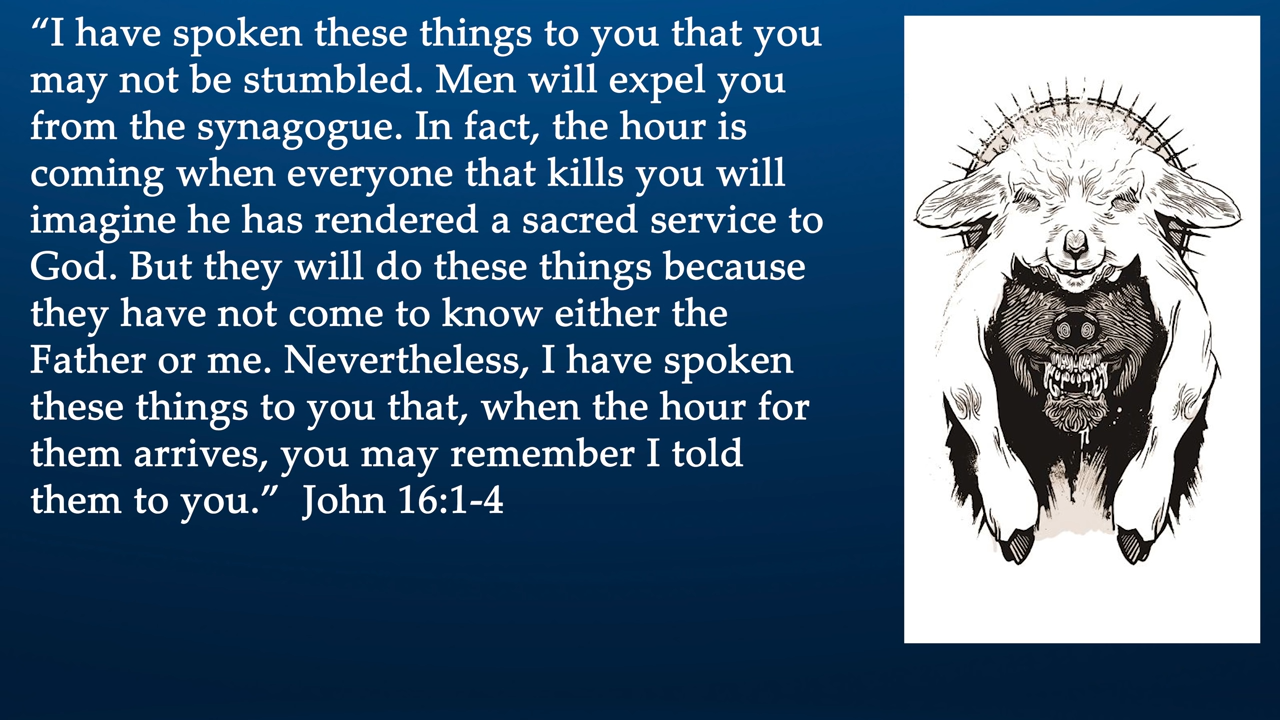 “I have spoken these things to you that you
may not be stumbled. Men will expel you
from the synagogue. In fact, the hour is
coming when everyone that kills you will
imagine he has rendered a sacred service to
God. But they will do these things because
they have not come to know either the
Father or me. Nevertheless, I have spoken
these things to you that, when the hour for
them arrives, you may remember I told
them to you.”  John 16:1-4